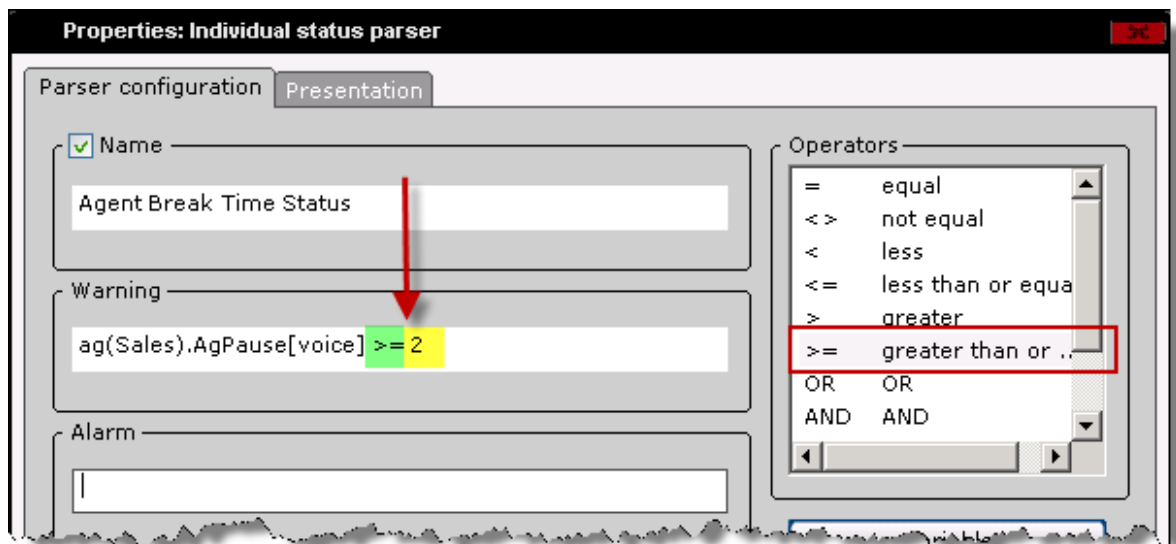 Properties: Individual status parser
Parser configuration
Presentation
Name
Agent Break Time Status
Warning
ag(Sales).AgPause[voice] >= 2
Alarm
Operators
= equal
<> not equal
< less
<= less than or equa
> greater
>= greater than or ..
OR OR
AND AND